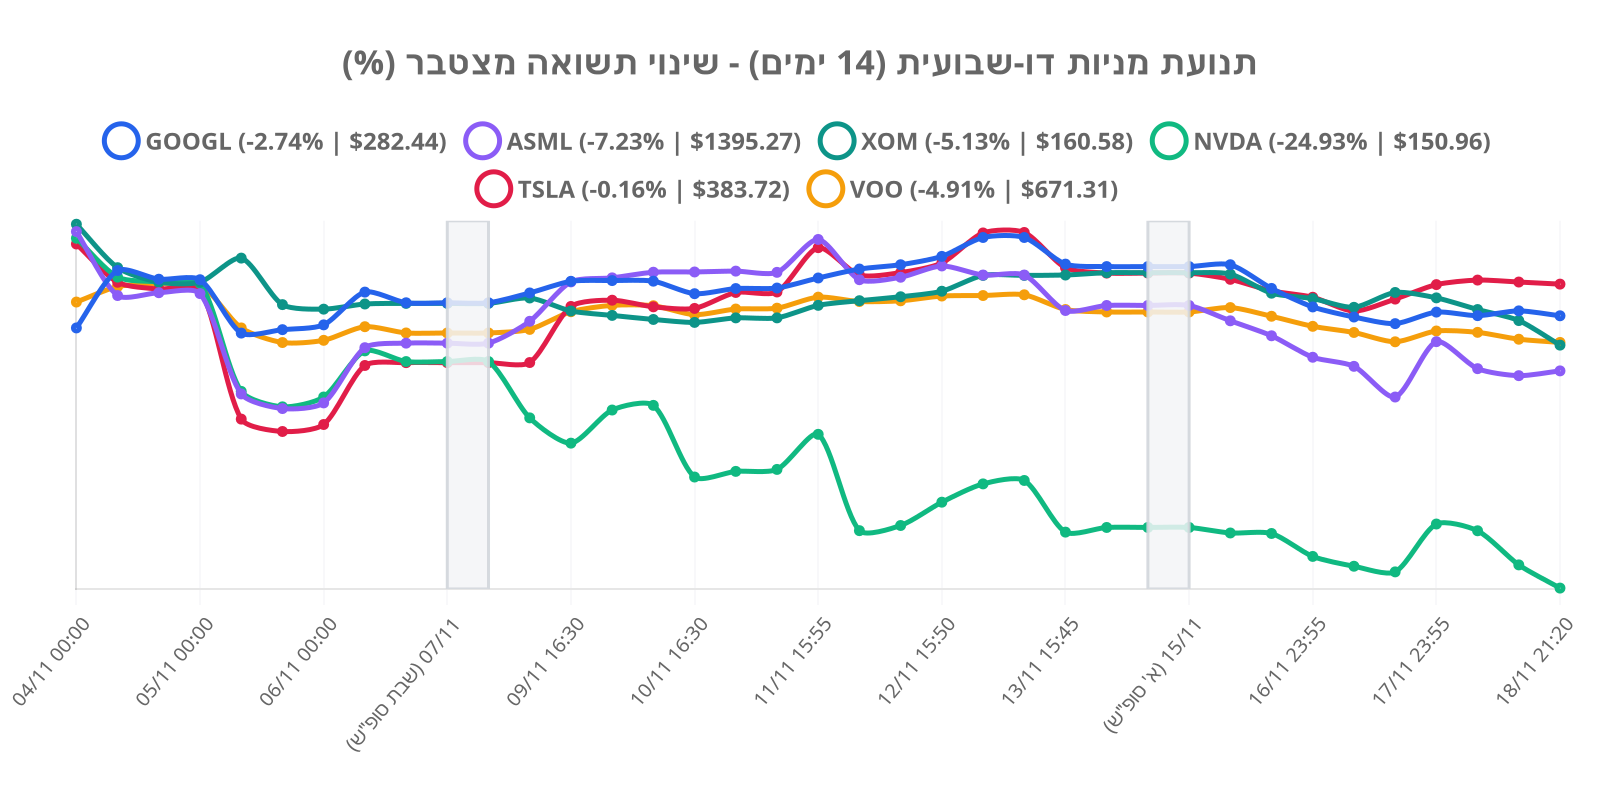 תנועת מניות דו-שבועית (14 ימים) - שינוי תשואה מצטבר (%)
GOOGL (-2.74% | $282.44) ASML (-7.23% | $1395.27) XOM (-5.13% | $160.58) NVDA (-24.93% | $150.96)
TSLA (-0.16% | $383.72) VOO (-4.91% | $671.31)
04/11 00:00
05/11 00:00
06/11 00:00
07/11 (שבת סופ"ש)
09/11 16:30
10/11 16:30
11/11 15:55
12/11 15:50
13/11 15:45
15/11 (א' סופ"ש)
16/11 23:55
17/11 23:55
18/11 21:20